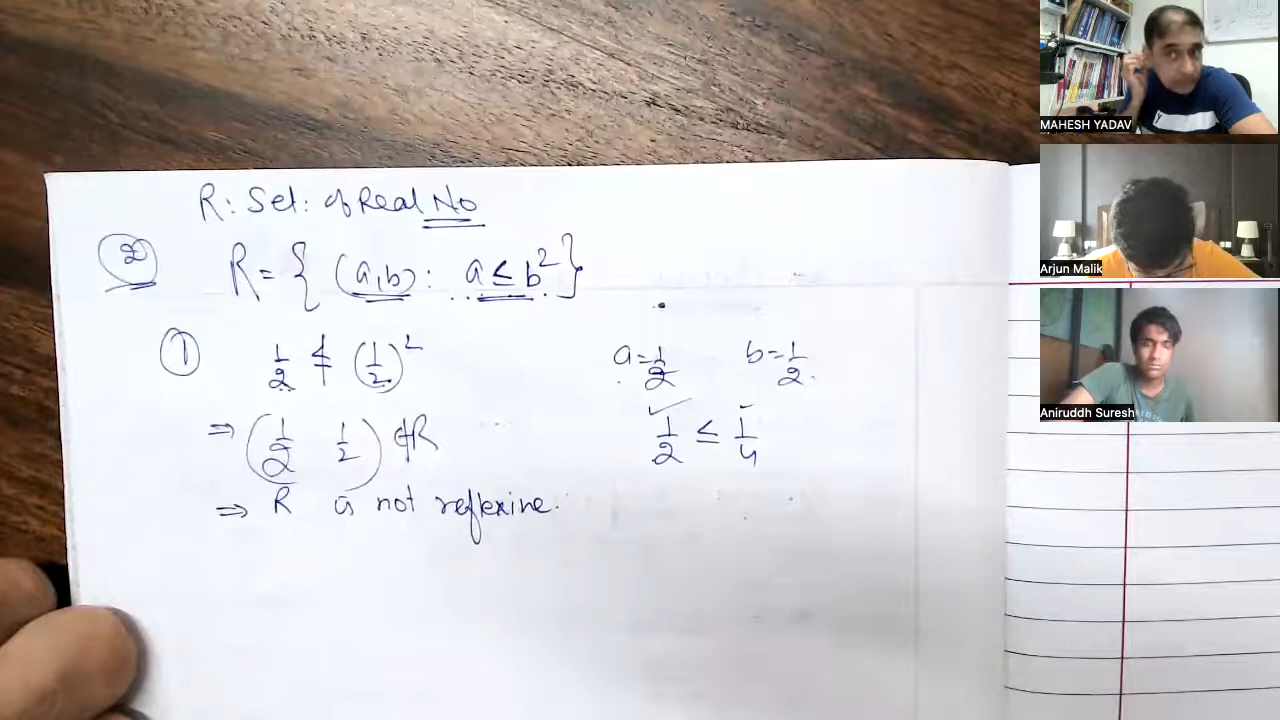 R: Set: of Real No
② R = { (a, b) : a ≤ b² }
① 1/2 ≰ (1/2)² a = 1/2 b = 1/2
⇒ (1/2 1/2) ∉ R 1/2 ≤ 1/4
⇒ R is not reflexive.
MAHESH YADAV
Arjun Malik
Aniruddh Suresh